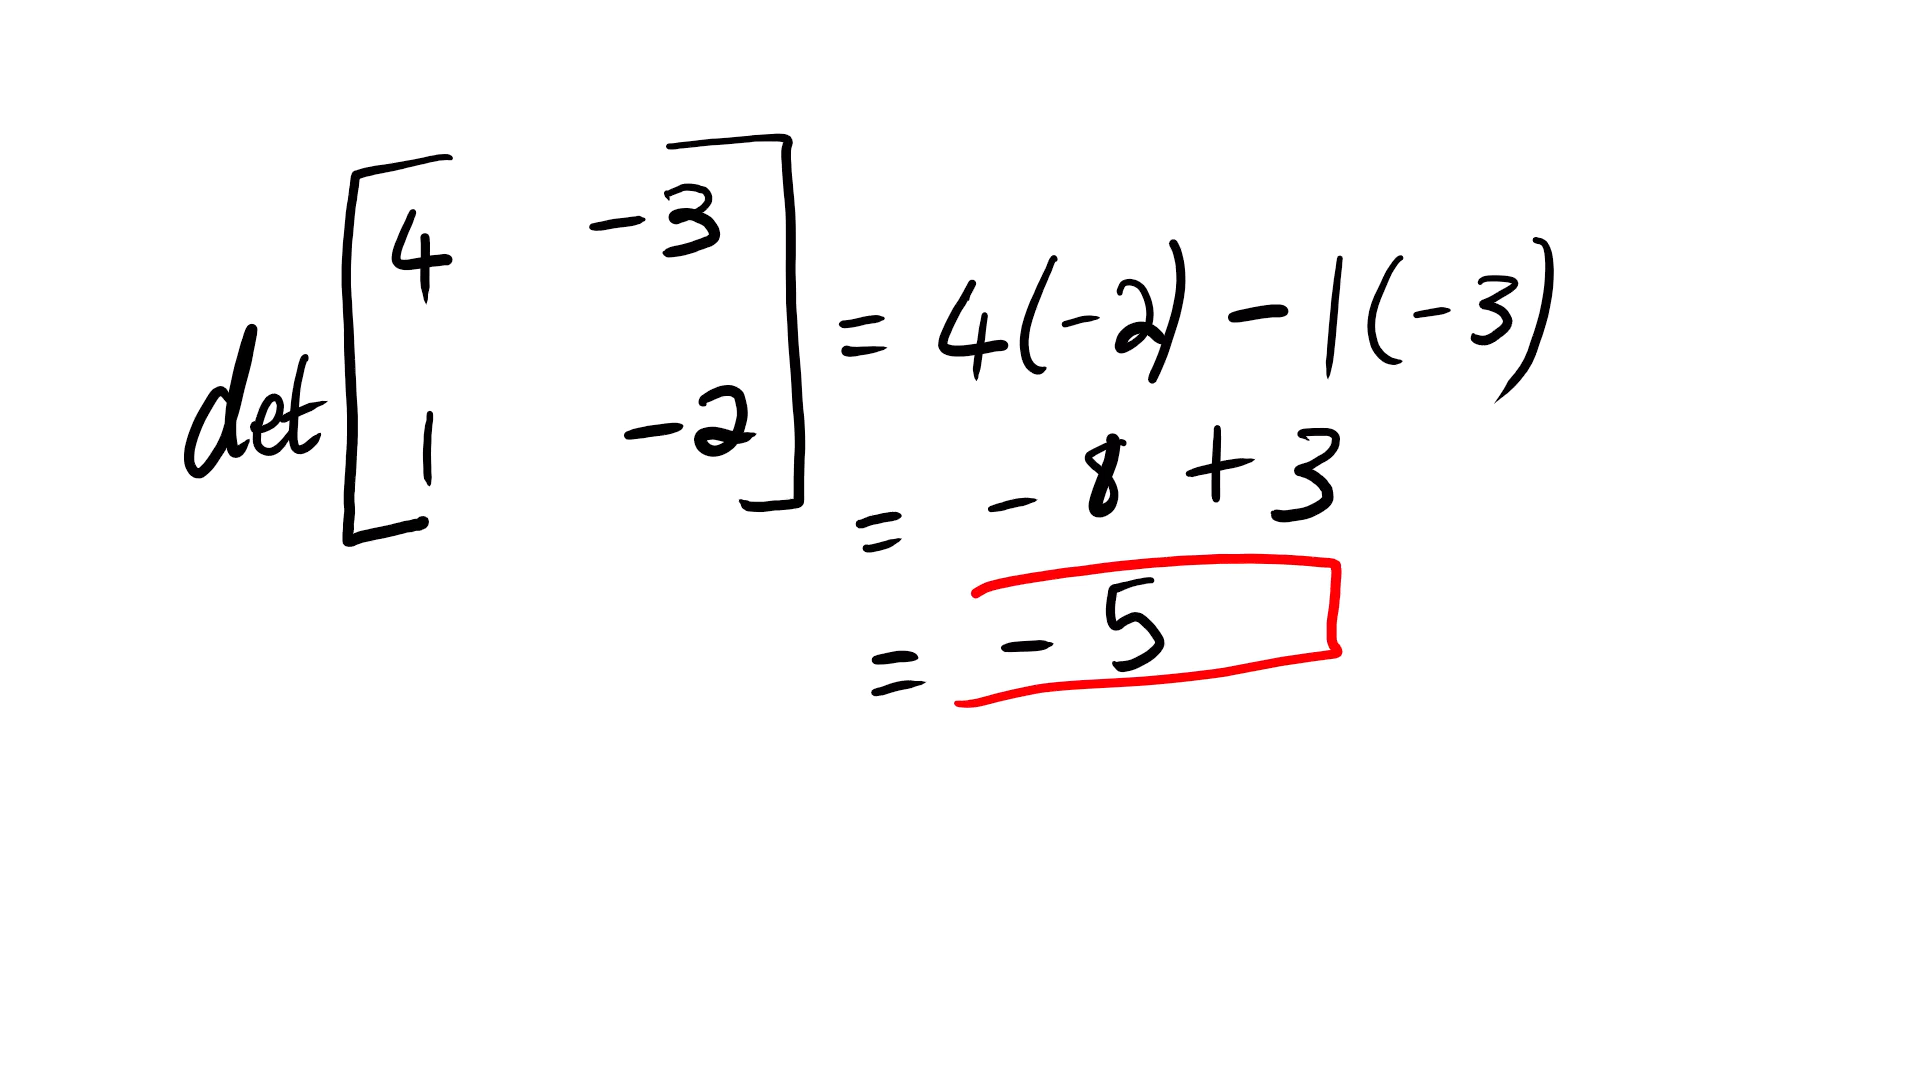 det [4 -3
1 -2] = 4(-2) - 1(-3)
= -8 + 3
= -5